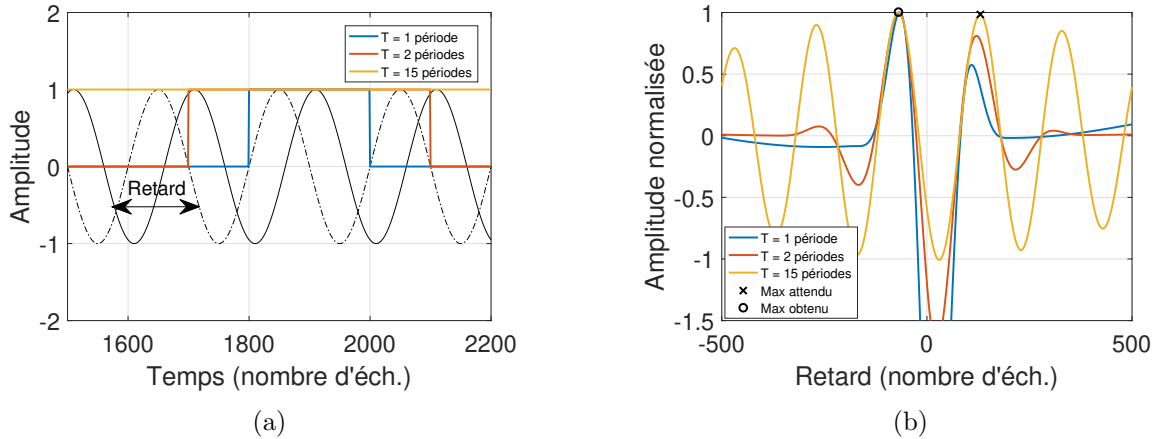 2
1
0
-1
-2
Amplitude
T = 1 période
T = 2 périodes
T = 15 périodes
Retard
1600
1800
2000
2200
Temps (nombre d'éch.)
(a)
1
0.5
0
-0.5
-1
-1.5
Amplitude normalisée
T = 1 période
T = 2 périodes
T = 15 périodes
Max attendu
Max obtenu
-500
0
500
Retard (nombre d'éch.)
(b)